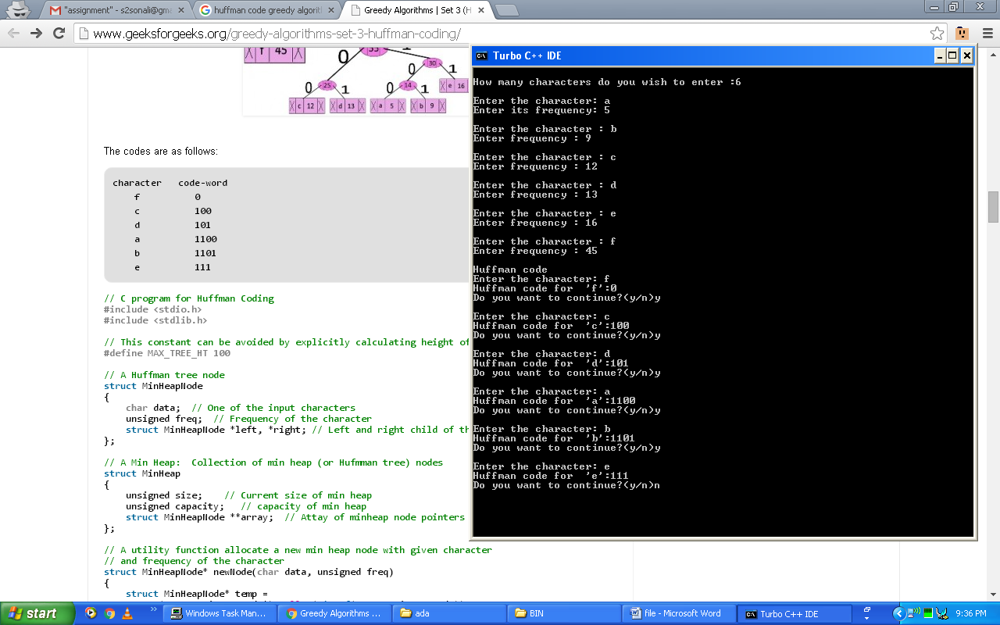 "assignment" - s2sonali@gma
huffman code greedy algorit
Greedy Algorithms | Set 3 (H
www.geeksforgeeks.org/greedy-algorithms-set-3-huffman-coding/
f 45
0
55
30
0 1
25
14
e 16
0 1 0 1
c 12
d 13
a 5
b 9
The codes are as follows:
character code-word
f 0
c 100
d 101
a 1100
b 1101
e 111
// C program for Huffman Coding
#include <stdio.h>
#include <stdlib.h>
// This constant can be avoided by explicitly calculating height of
#define MAX_TREE_HT 100
// A Huffman tree node
struct MinHeapNode
{
char data; // One of the input characters
unsigned freq; // Frequency of the character
struct MinHeapNode *left, *right; // Left and right child of th
};
// A Min Heap: Collection of min heap (or Hufmman tree) nodes
struct MinHeap
{
unsigned size; // Current size of min heap
unsigned capacity; // capacity of min heap
struct MinHeapNode **array; // Attay of minheap node pointers
};
// A utility function allocate a new min heap node with given character
// and frequency of the character
struct MinHeapNode* newNode(char data, unsigned freq)
{
struct MinHeapNode* temp =
Turbo C++ IDE
How many characters do you wish to enter :6
Enter the character: a
Enter its frequency: 5
Enter the character : b
Enter frequency : 9
Enter the character : c
Enter frequency : 12
Enter the character : d
Enter frequency : 13
Enter the character : e
Enter frequency : 16
Enter the character : f
Enter frequency : 45
Huffman code
Enter the character: f
Huffman code for 'f':0
Do you want to continue?(y/n)y
Enter the character: c
Huffman code for 'c':100
Do you want to continue?(y/n)y
Enter the character: d
Huffman code for 'd':101
Do you want to continue?(y/n)y
Enter the character: a
Huffman code for 'a':1100
Do you want to continue?(y/n)y
Enter the character: b
Huffman code for 'b':1101
Do you want to continue?(y/n)y
Enter the character: e
Huffman code for 'e':111
Do you want to continue?(y/n)n
start
Windows Task Man...
Greedy Algorithms ...
ada
BIN
file - Microsoft Word
Turbo C++ IDE
9:36 PM